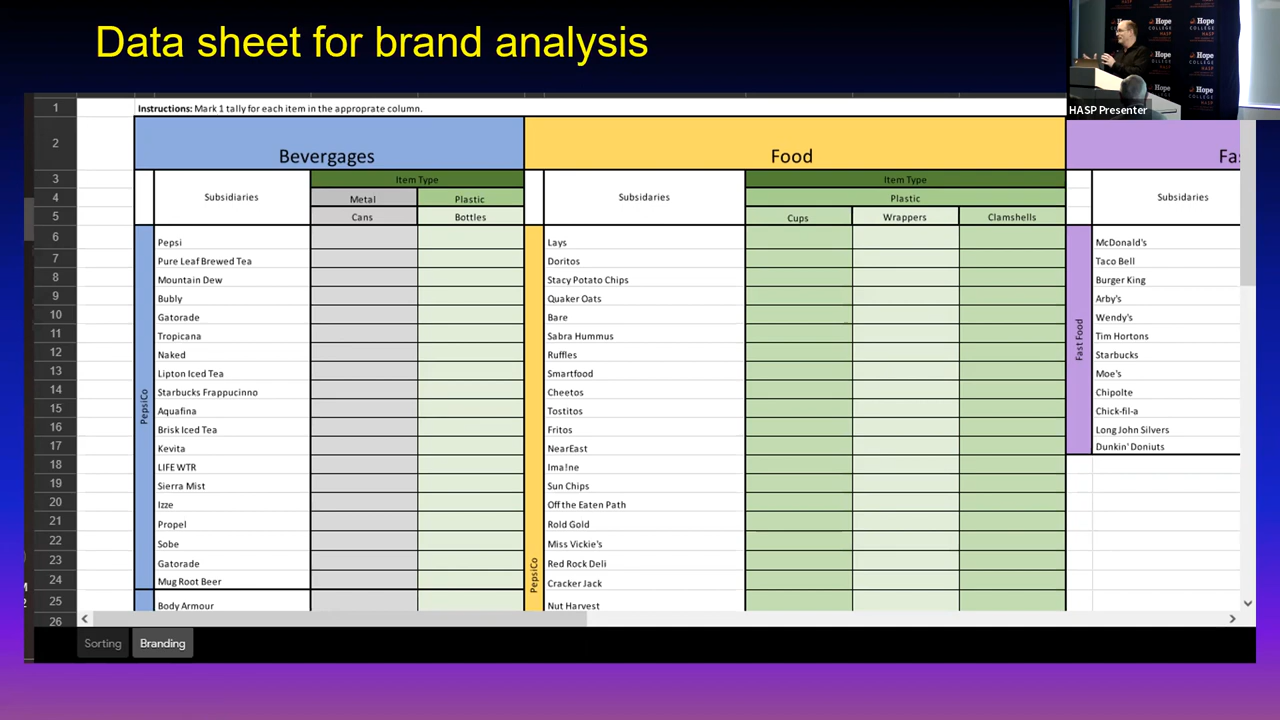 Data sheet for brand analysis
Hope
COLLEGE
HASP
HASP Presenter
1 Instructions: Mark 1 tally for each item in the approprate column.
2 Bevergages Food Fas
3 Subsidiaries Item Type Subsidiaries Item Type Subsidiaries
4 Metal Plastic Plastic
5 Cans Bottles Cups Wrappers Clamshells
PepsiCo PepsiCo Fast Food
6 Pepsi Lays McDonald's
7 Pure Leaf Brewed Tea Doritos Taco Bell
8 Mountain Dew Stacy Potato Chips Burger King
9 Bubly Quaker Oats Arby's
10 Gatorade Bare Wendy's
11 Tropicana Sabra Hummus Tim Hortons
12 Naked Ruffles Starbucks
13 Lipton Iced Tea Smartfood Moe's
14 Starbucks Frappucinno Cheetos Chipolte
15 Aquafina Tostitos Chick-fil-a
16 Brisk Iced Tea Fritos Long John Silvers
17 Kevita NearEast Dunkin' Doniuts
18 LIFE WTR Ima!ne
19 Sierra Mist Sun Chips
20 Izze Off the Eaten Path
21 Propel Rold Gold
22 Sobe Miss Vickie's
23 Gatorade Red Rock Deli
24 Mug Root Beer Cracker Jack
25 Body Armour Nut Harvest
26
Sorting Branding